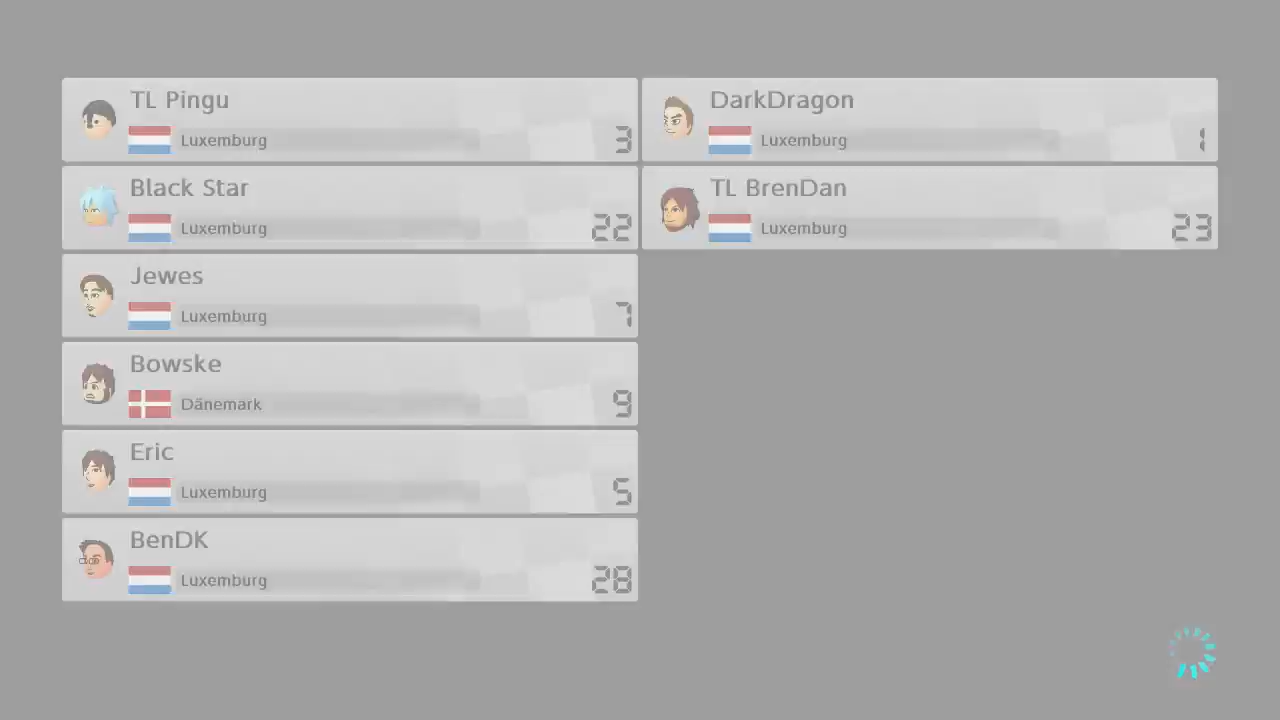 TL Pingu
Luxemburg
3
Black Star
Luxemburg
22
Jewes
Luxemburg
7
Bowske
Dänemark
9
Eric
Luxemburg
5
BenDK
Luxemburg
28
DarkDragon
Luxemburg
1
TL BrenDan
Luxemburg
23